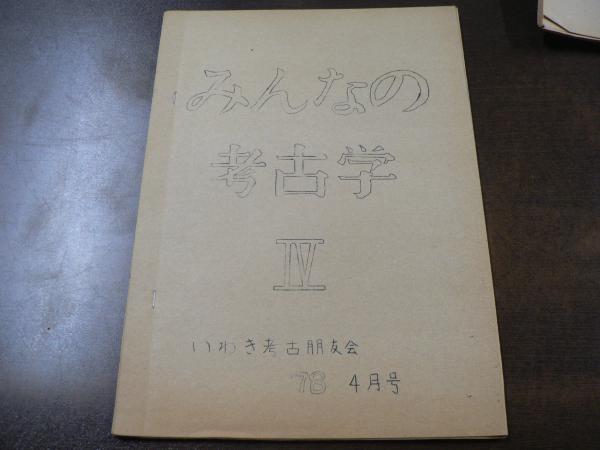 みんなの
考古学
Ⅳ
いわき考古朋友会
'78 4月号